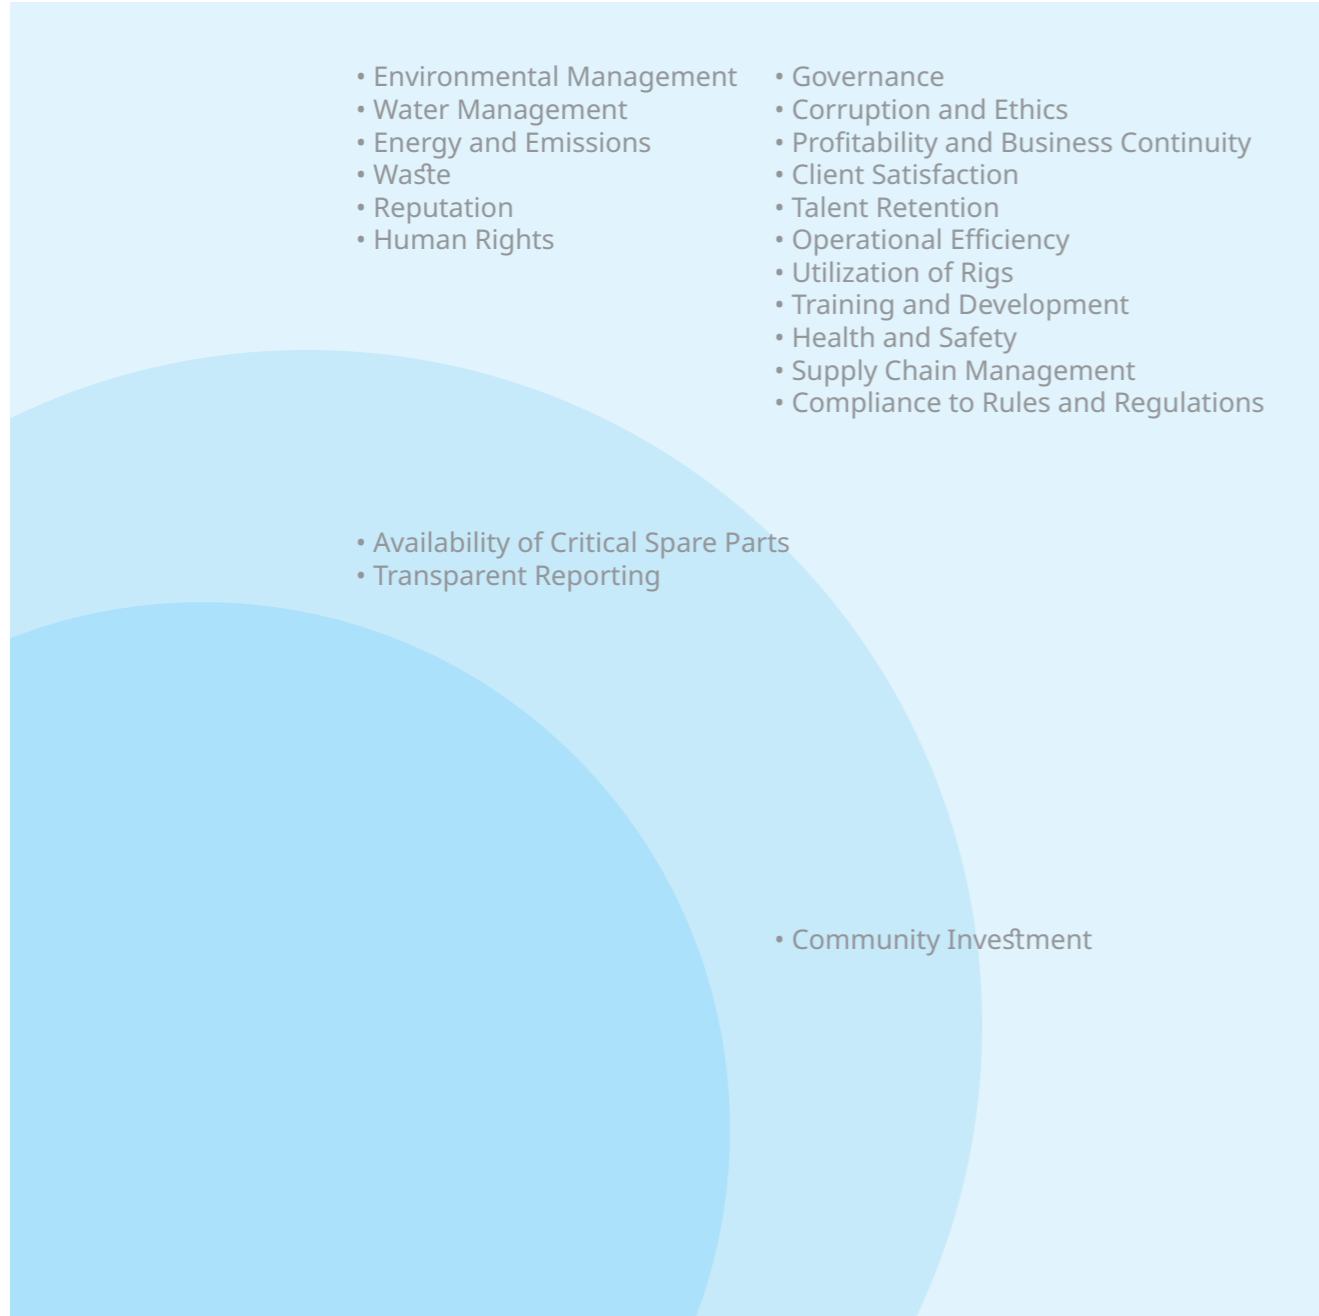 • Environmental Management
• Water Management
• Energy and Emissions
• Waste
• Reputation
• Human Rights
• Governance
• Corruption and Ethics
• Profitability and Business Continuity
• Client Satisfaction
• Talent Retention
• Operational Efficiency
• Utilization of Rigs
• Training and Development
• Health and Safety
• Supply Chain Management
• Compliance to Rules and Regulations
• Availability of Critical Spare Parts
• Transparent Reporting
• Community Investment